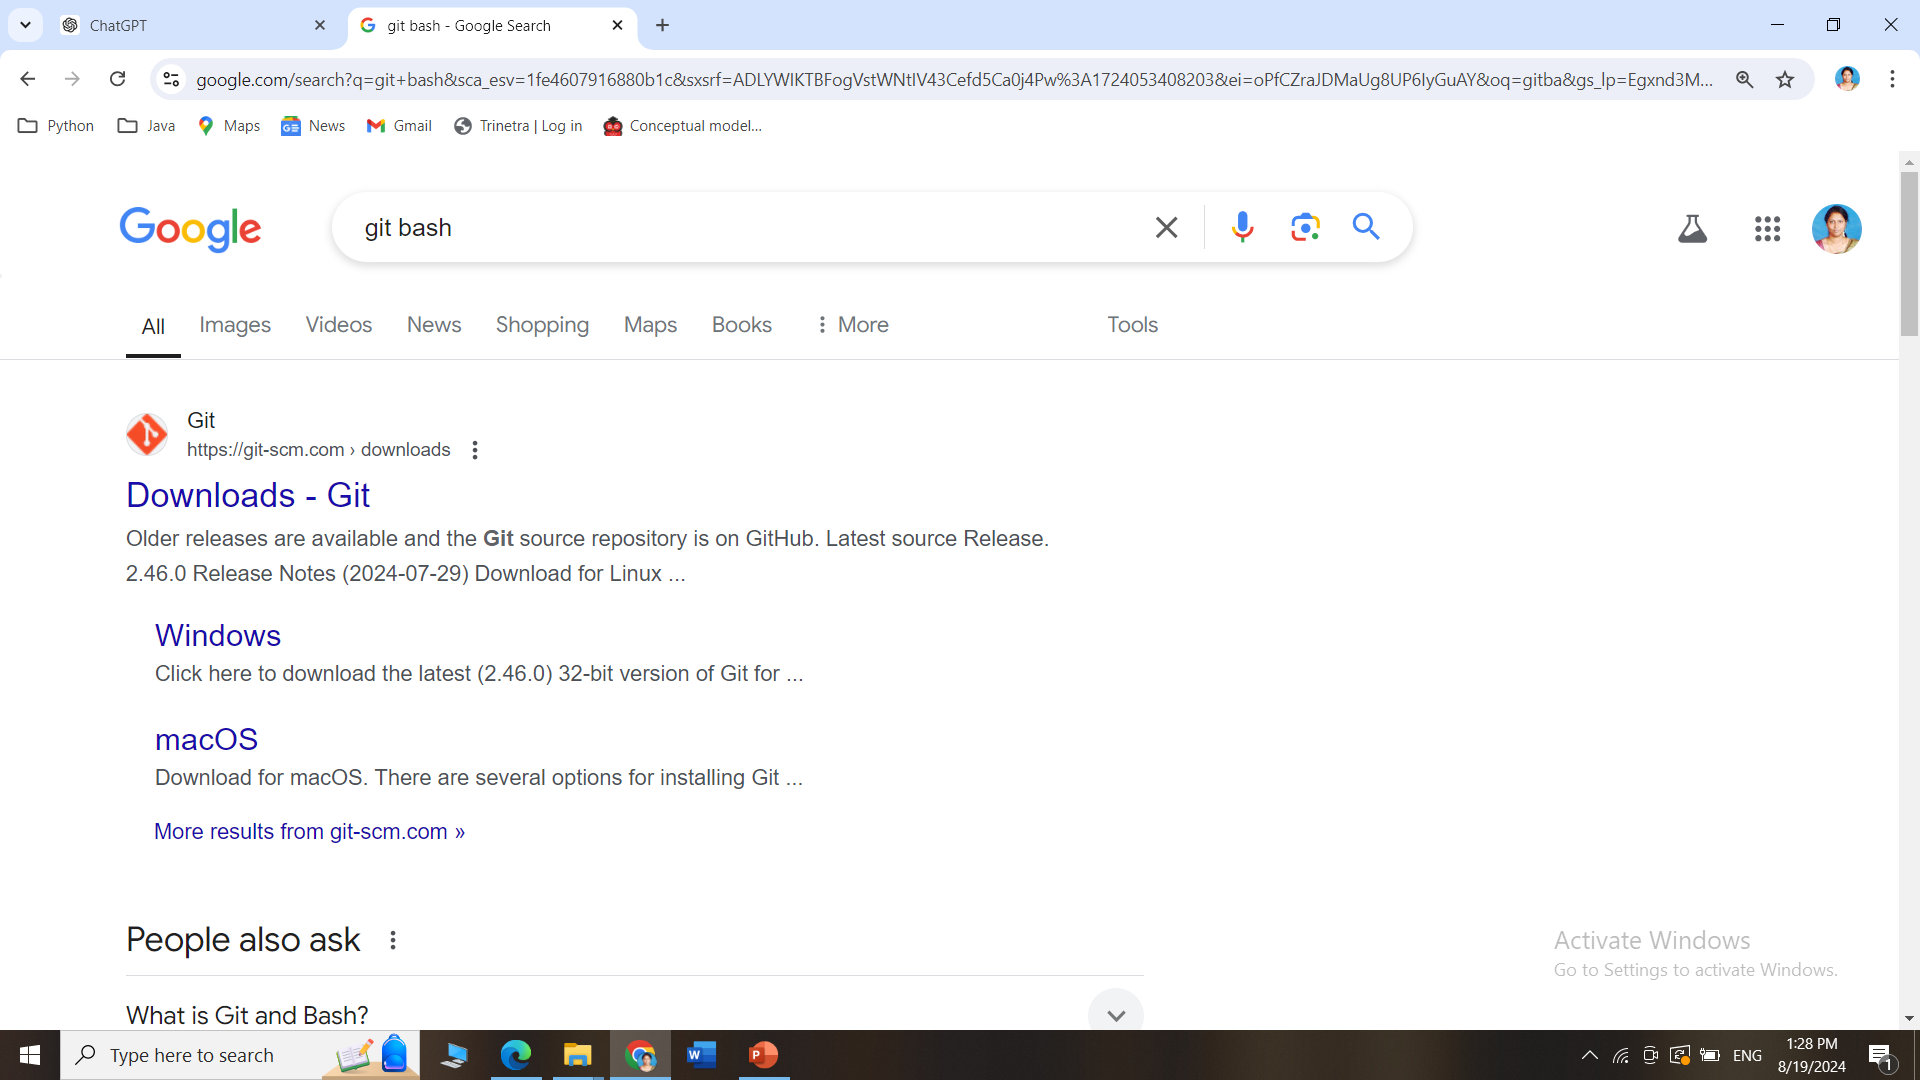 ChatGPT
git bash - Google Search
google.com/search?q=git+bash&sca_esv=1fe4607916880b1c&sxsrf=ADLYWIKTBFogVstWNtIV43Cefd5Ca0j4Pw%3A1724053408203&ei=oPfCZraJDMaUg8UP6IyGuAY&oq=gitba&gs_lp=Egxnd3M...
Python
Java
Maps
News
Gmail
Trinetra | Log in
Conceptual model...
Google
git bash
All
Images
Videos
News
Shopping
Maps
Books
More
Tools
Git
https://git-scm.com › downloads
Downloads - Git
Older releases are available and the Git source repository is on GitHub. Latest source Release.
2.46.0 Release Notes (2024-07-29) Download for Linux ...
Windows
Click here to download the latest (2.46.0) 32-bit version of Git for ...
macOS
Download for macOS. There are several options for installing Git ...
More results from git-scm.com »
People also ask
What is Git and Bash?
Activate Windows
Go to Settings to activate Windows.
Type here to search
ENG
1:28 PM
8/19/2024
1